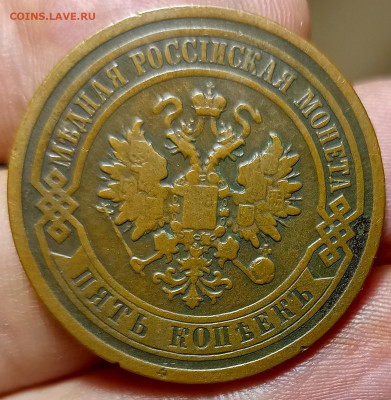 COINS.LAVE.RU
МѢДНАЯ РОССІЙСКАЯ МОНЕТА
ПЯТЬ КОПѢЕКЪ